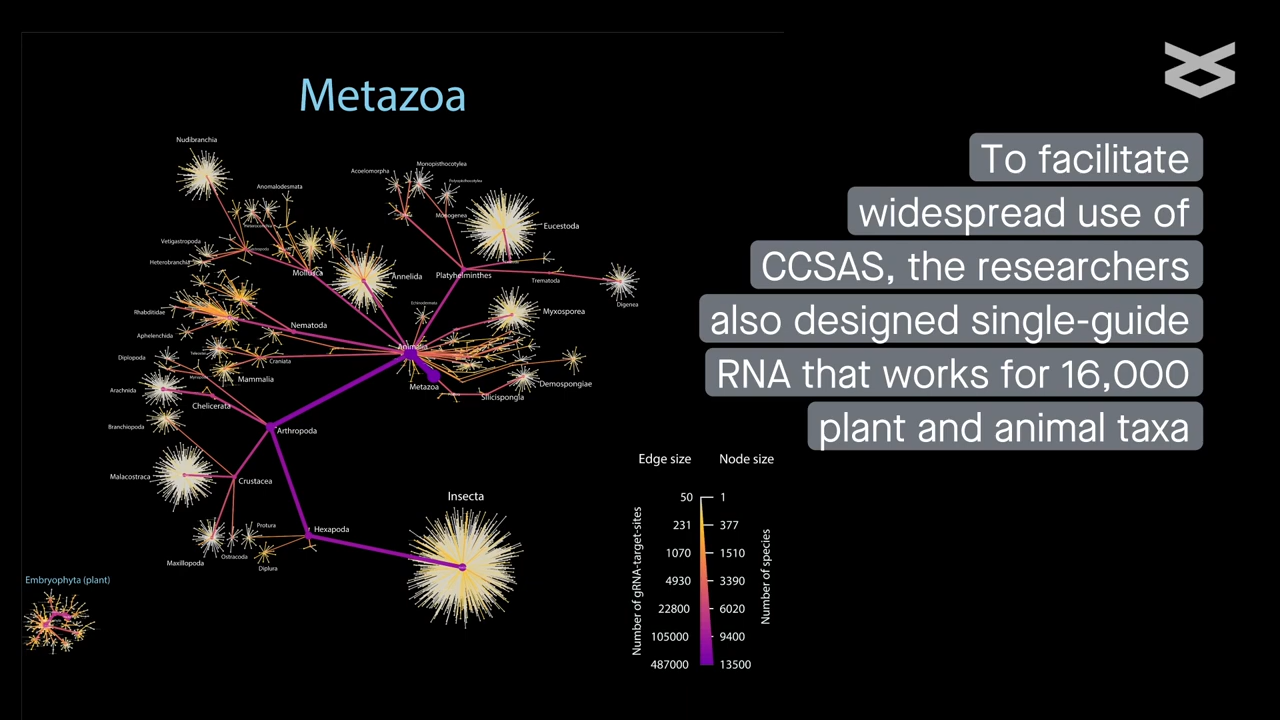 Metazoa
Nudibranchia
Monopisthocotylea
Acoelomorpha
Anomalodesmata
Monogenea
Eucestoda
Vetigastropoda
Heterobranchia
Mollusca
Annelida
Platyhelminthes
Trematoda
Digenea
Echinodermata
Rhabditidae
Myxosporea
Nematoda
Aphelenchida
Animalia
Diplopoda
Craniata
Mammalia
Metazoa
Demospongiae
Arachnida
Silicispongia
Chelicerata
Branchiopoda
Arthropoda
Malacostraca
Crustacea
Insecta
Protura
Hexapoda
Ostracoda
Maxillopoda
Diplura
Embryophyta (plant)
To facilitate
widespread use of
CCSAS, the researchers
also designed single-guide
RNA that works for 16,000
plant and animal taxa
Edge size Node size
Number of gRNA-target-sites
Number of species
50 1
231 377
1070 1510
4930 3390
22800 6020
105000 9400
487000 13500